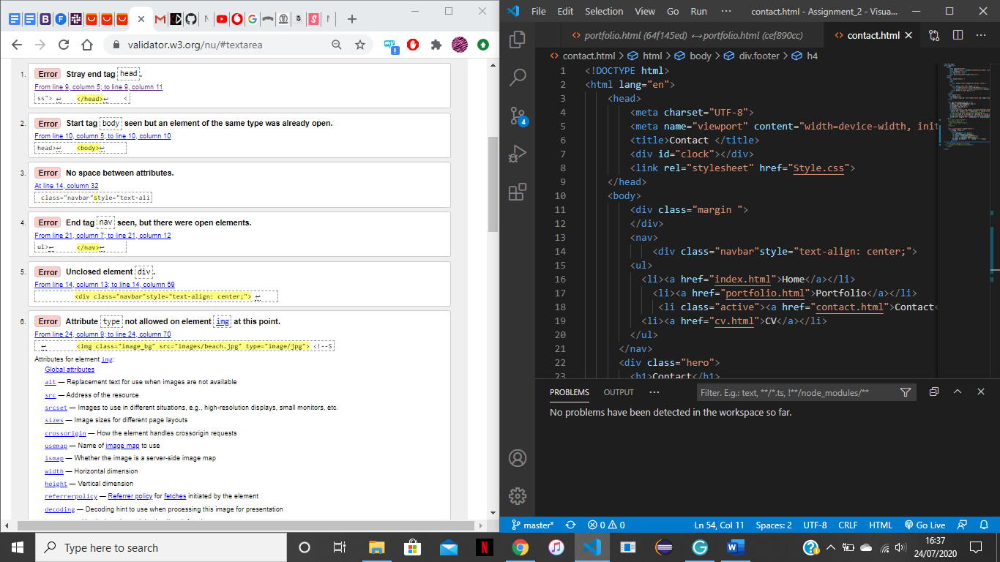 validator.w3.org/nu/#textarea
1. Error Stray end tag head.
From line 9, column 5; to line 9, column 11
ss"> ↩ </head>↩ <
2. Error Start tag body seen but an element of the same type was already open.
From line 10, column 5; to line 10, column 10
head>↩ <body>↩
3. Error No space between attributes.
At line 14, column 32
class="navbar"style="text-ali
4. Error End tag nav seen, but there were open elements.
From line 21, column 7; to line 21, column 12
ul>↩ </nav>↩
5. Error Unclosed element div.
From line 14, column 13; to line 14, column 59
<div class="navbar"style="text-align: center;"> ↩
6. Error Attribute type not allowed on element img at this point.
From line 24, column 9; to line 24, column 70
↩ <img class="image_bg" src="images/beach.jpg" type="image/jpg"> <!--S
Attributes for element img:
Global attributes
alt — Replacement text for use when images are not available
src — Address of the resource
srcset — Images to use in different situations, e.g., high-resolution displays, small monitors, etc.
sizes — Image sizes for different page layouts
crossorigin — How the element handles crossorigin requests
usemap — Name of image map to use
ismap — Whether the image is a server-side image map
width — Horizontal dimension
height — Vertical dimension
referrerpolicy — Referrer policy for fetches initiated by the element
decoding — Decoding hint to use when processing this image for presentation
File Edit Selection View Go Run ··· contact.html - Assignment_2 - Visua...
portfolio.html (64f145ed) ↔ portfolio.html (cef890cc) contact.html
contact.html > html > body > div.footer > h4
1 <!DOCTYPE html>
2 <html lang="en">
3 <head>
4 <meta charset="UTF-8">
5 <meta name="viewport" content="width=device-width, init
6 <title>Contact </title>
7 <div id="clock"></div>
8 <link rel="stylesheet" href="Style.css">
9 </head>
10 <body>
11 <div class="margin ">
12 </div>
13 <nav>
14 <div class="navbar"style="text-align: center;">
15 <ul>
16 <li><a href="index.html">Home</a></li>
17 <li><a href="portfolio.html">Portfolio</a></li>
18 <li class="active"><a href="contact.html">Contact<
19 <li><a href="cv.html">CV</a></li>
20 </ul>
21 </nav>
22 <div class="hero">
23 <h1>Contact</h1>
4
PROBLEMS OUTPUT ··· Filter. E.g.: text, **/*.ts, !**/node_modules/**
No problems have been detected in the workspace so far.
master* 0 0 Ln 54, Col 11 Spaces: 2 UTF-8 CRLF HTML Go Live
Type here to search
16:37
24/07/2020